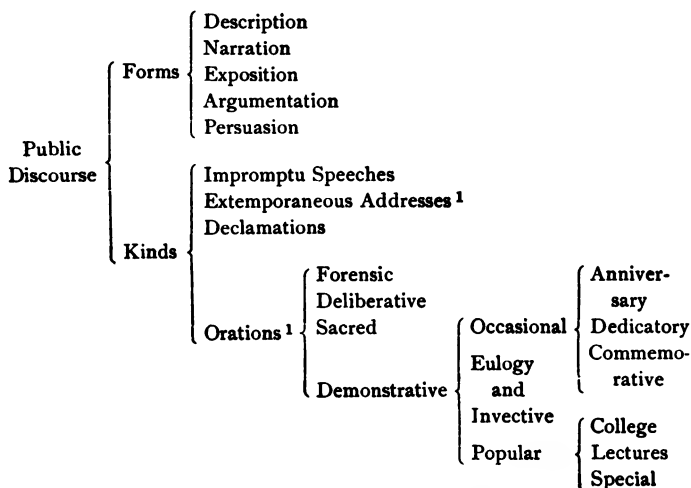 Public
Discourse
Forms
Description
Narration
Exposition
Argumentation
Persuasion
Kinds
Impromptu Speeches
Extemporaneous Addresses 1
Declamations
Orations 1
Forensic
Deliberative
Sacred
Demonstrative
Occasional
Anniver-
sary
Dedicatory
Commemo-
rative
Eulogy
and
Invective
Popular
College
Lectures
Special